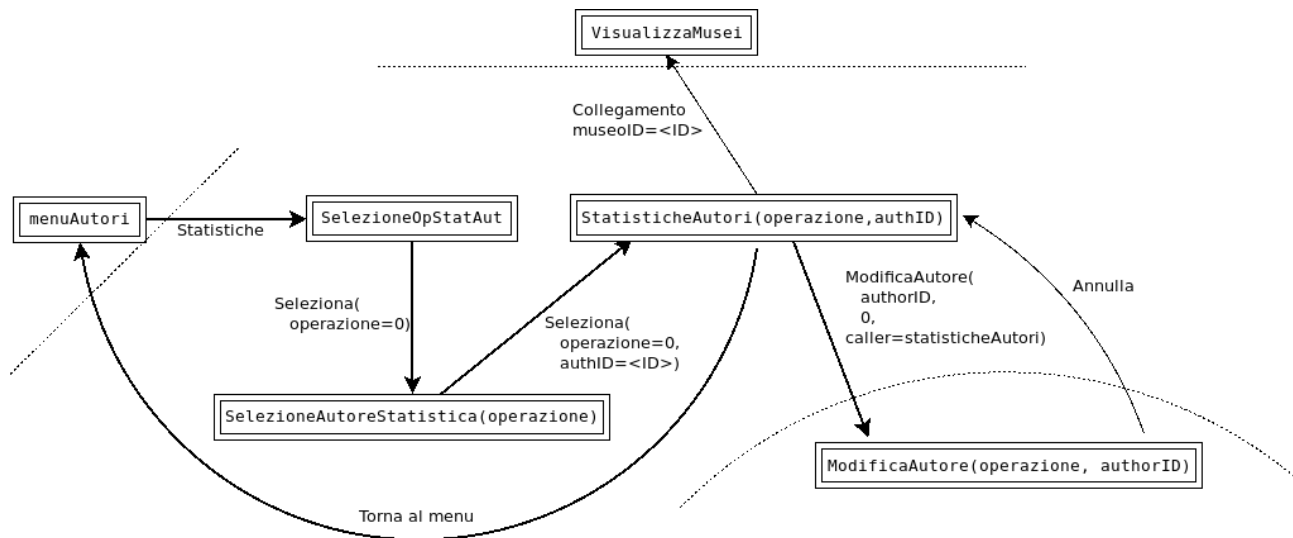 VisualizzaMusei
Collegamento
museoID=<ID>
menuAutori
Statistiche
SelezioneOpStatAut
StatisticheAutori(operazione,authID)
Seleziona(
operazione=0)
Seleziona(
operazione=0,
authID=<ID>)
ModificaAutore(
authorID,
0,
caller=statisticheAutori)
Annulla
SelezioneAutoreStatistica(operazione)
ModificaAutore(operazione, authorID)
Torna al menu